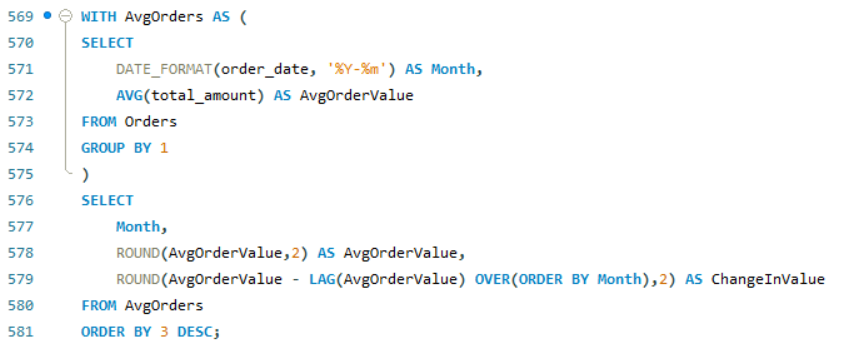 569 WITH AvgOrders AS (
570 SELECT
571 DATE_FORMAT(order_date, '%Y-%m') AS Month,
572 AVG(total_amount) AS AvgOrderValue
573 FROM Orders
574 GROUP BY 1
575 )
576 SELECT
577 Month,
578 ROUND(AvgOrderValue,2) AS AvgOrderValue,
579 ROUND(AvgOrderValue - LAG(AvgOrderValue) OVER(ORDER BY Month),2) AS ChangeInValue
580 FROM AvgOrders
581 ORDER BY 3 DESC;